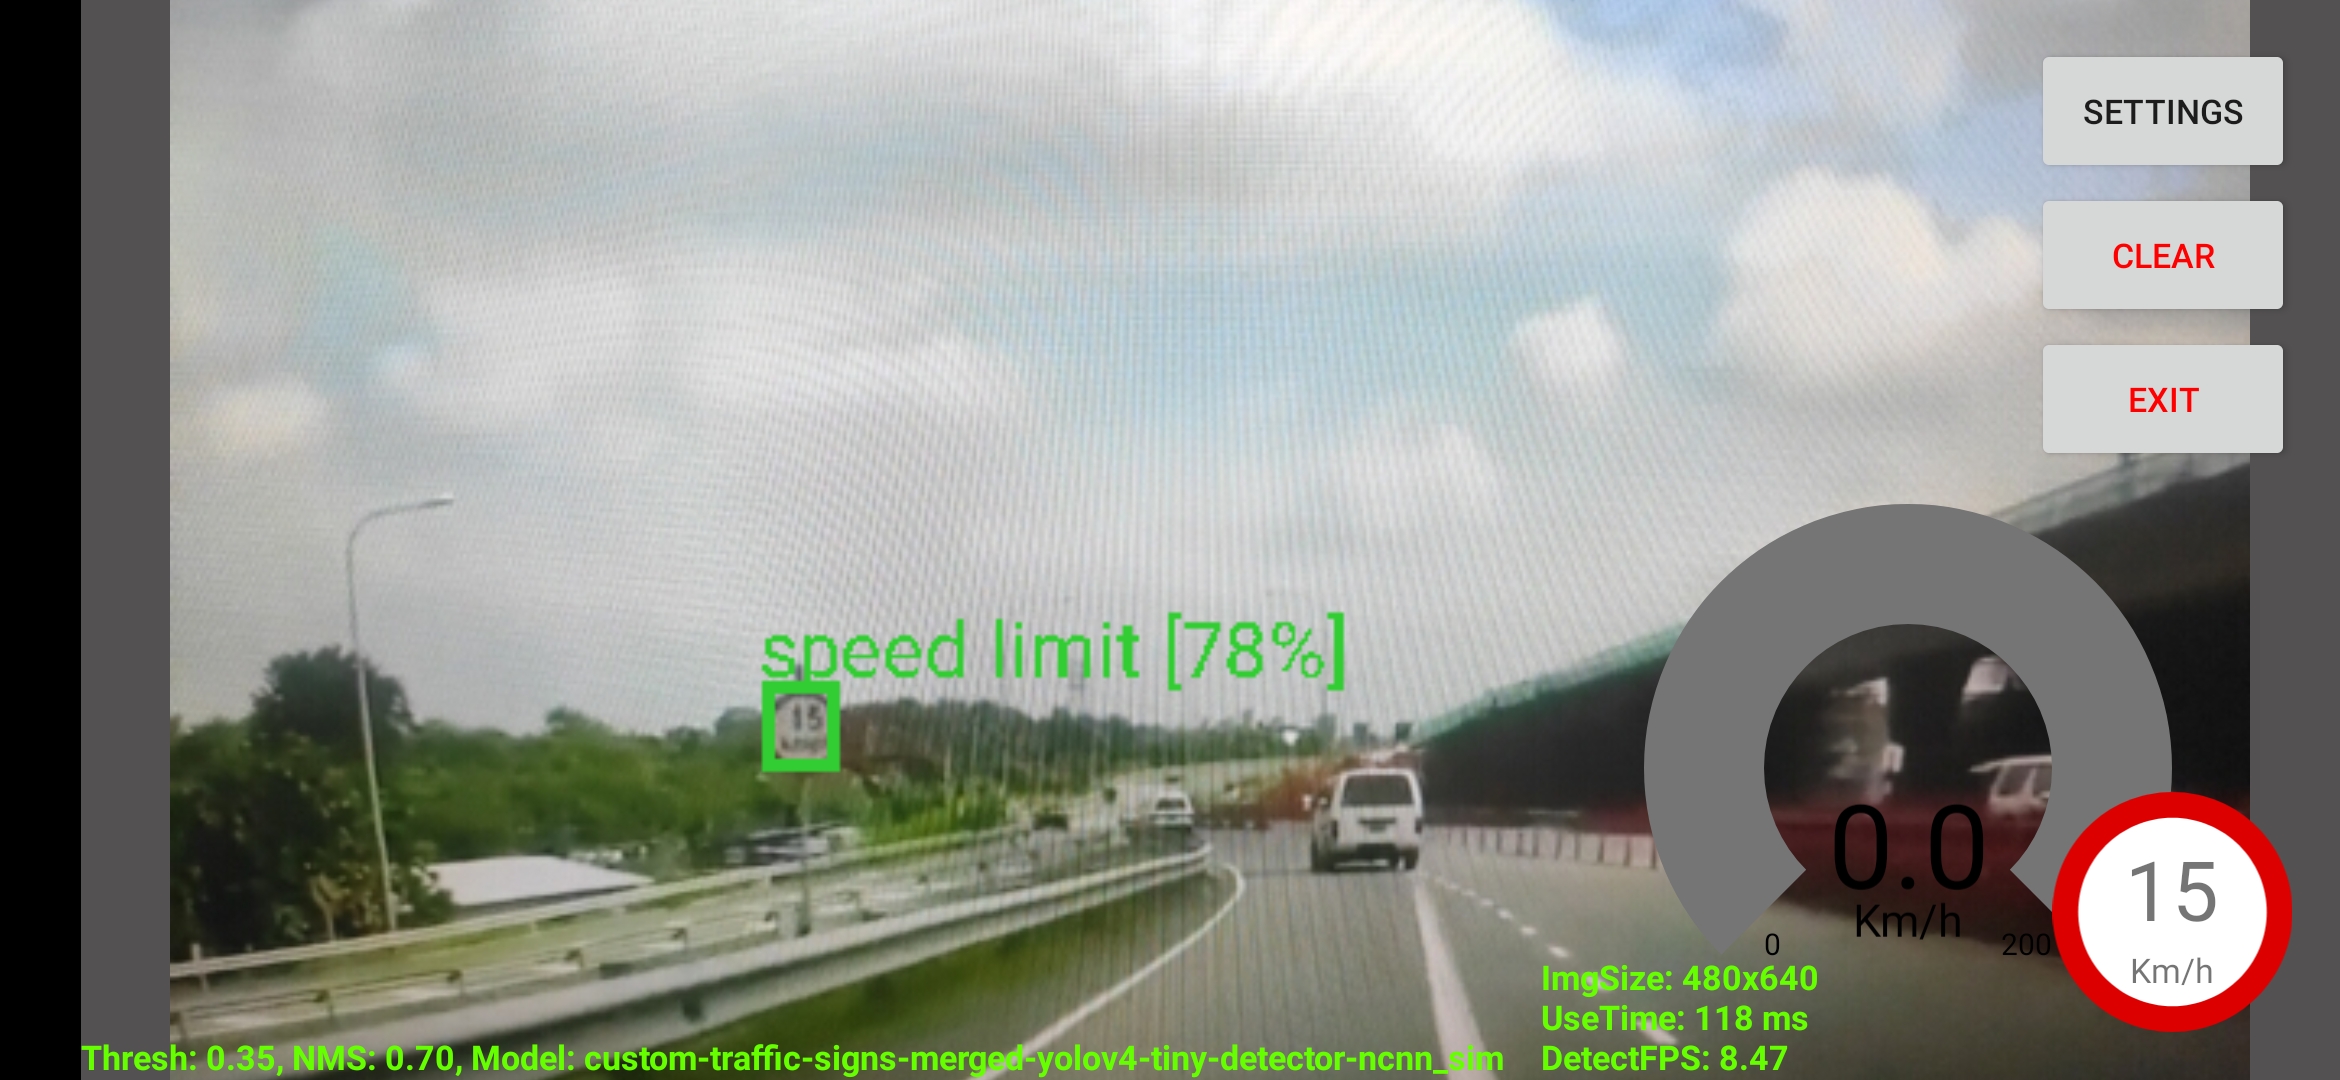 SETTINGS
CLEAR
EXIT
speed limit [78%]
15
0.0
Km/h
0
200
15
Km/h
ImgSize: 480x640
UseTime: 118 ms
DetectFPS: 8.47
Thresh: 0.35, NMS: 0.70, Model: custom-traffic-signs-merged-yolov4-tiny-detector-ncnn_sim